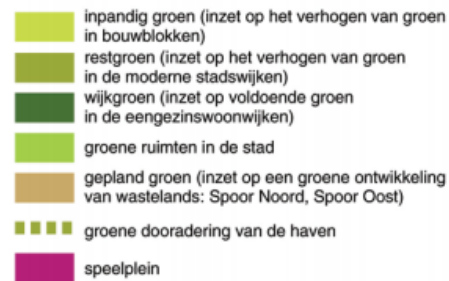 inpandig groen (inzet op het verhogen van groen
in bouwblokken)
restgroen (inzet op het verhogen van groen
in de moderne stadswijken)
wijkgroen (inzet op voldoende groen
in de eengezinswoonwijken)
groene ruimten in de stad
gepland groen (inzet op een groene ontwikkeling
van wastelands: Spoor Noord, Spoor Oost)
groene dooradering van de haven
speelplein